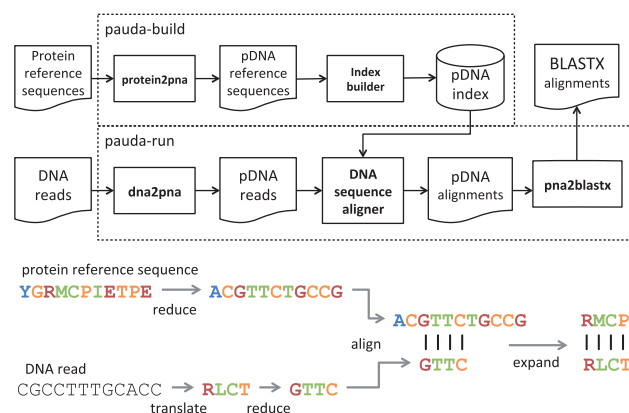 pauda-build
Protein
reference
sequences
protein2pna
pDNA
reference
sequences
Index
builder
pDNA
index
BLASTX
alignments
pauda-run
DNA
reads
dna2pna
pDNA
reads
DNA
sequence
aligner
pDNA
alignments
pna2blastx
protein reference sequence
YGRMCPIETPE
reduce
ACGTTCTGCCG
align
ACGTTCTGCCG
GTTC
expand
RMCP
RLCT
DNA read
CGCCTTTGCACC
translate
RLCT
reduce
GTTC